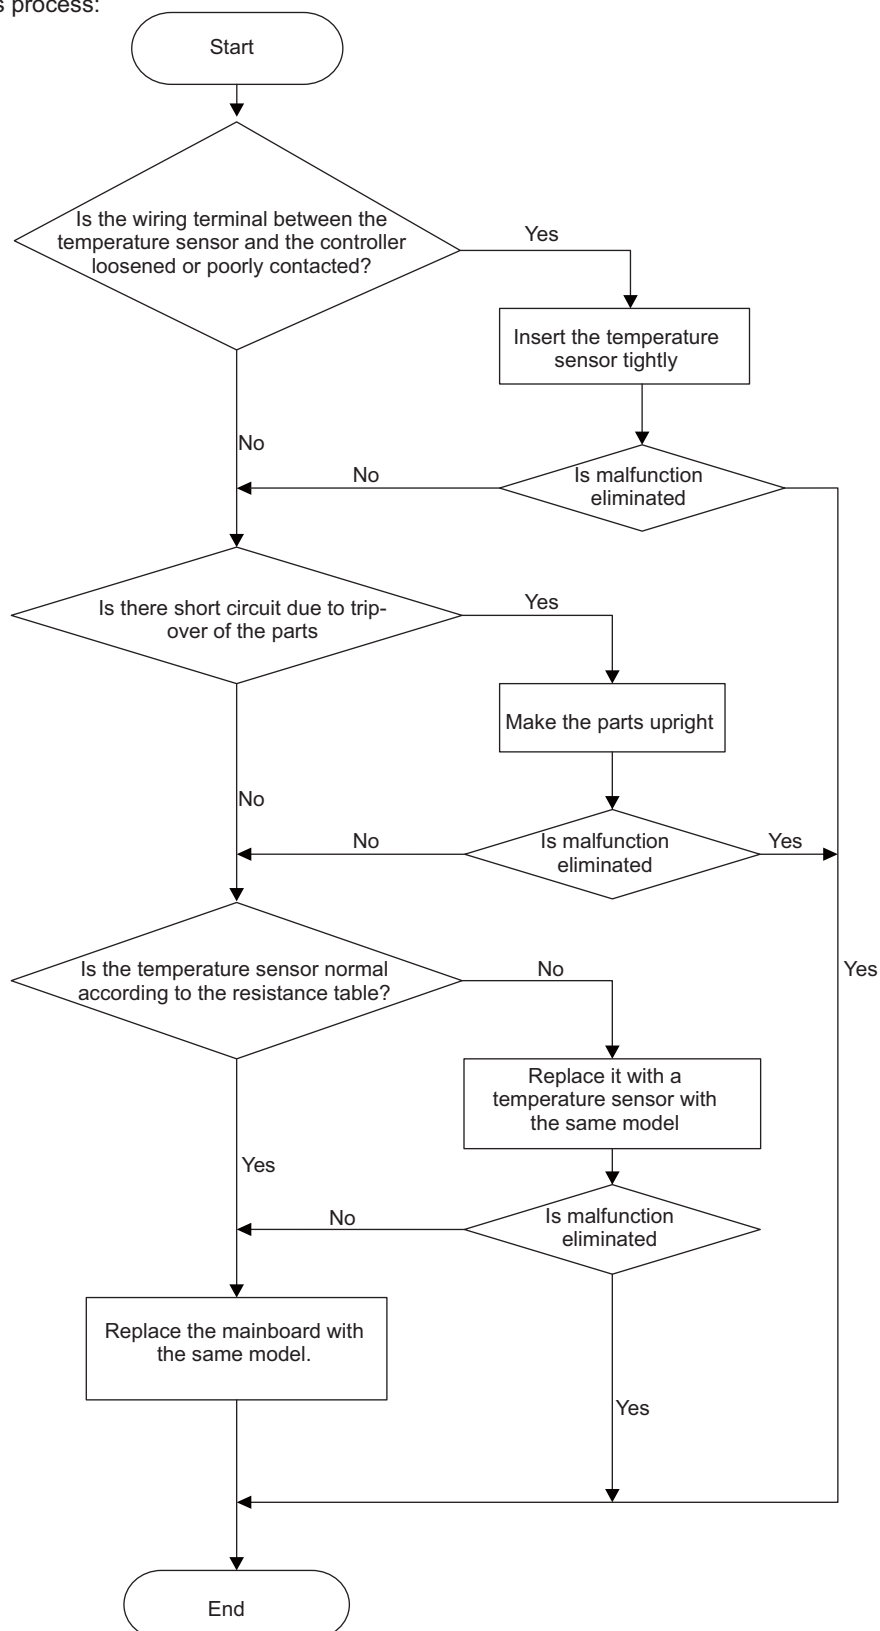 s process:
Start
Is the wiring terminal between the
temperature sensor and the controller
loosened or poorly contacted?
Yes
Insert the temperature
sensor tightly
No
No
Is malfunction
eliminated
Is there short circuit due to trip-
over of the parts
Yes
Make the parts upright
No
No
Is malfunction
eliminated
Yes
Is the temperature sensor normal
according to the resistance table?
No
Yes
Replace it with a
temperature sensor with
the same model
Yes
No
Is malfunction
eliminated
Replace the mainboard with
the same model.
Yes
End